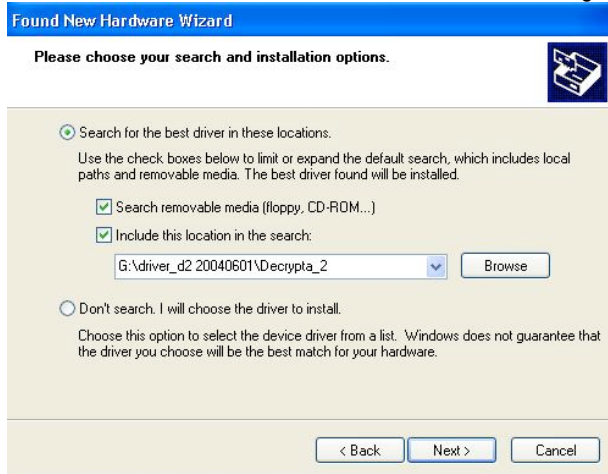 Found New Hardware Wizard
Please choose your search and installation options.
Search for the best driver in these locations.
Use the check boxes below to limit or expand the default search, which includes local
paths and removable media. The best driver found will be installed.
Search removable media (floppy, CD-ROM...)
Include this location in the search:
G:\driver_d2 20040601\Decrypta_2
Browse
Don't search. I will choose the driver to install.
Choose this option to select the device driver from a list. Windows does not guarantee that
the driver you choose will be the best match for your hardware.
< Back Next > Cancel